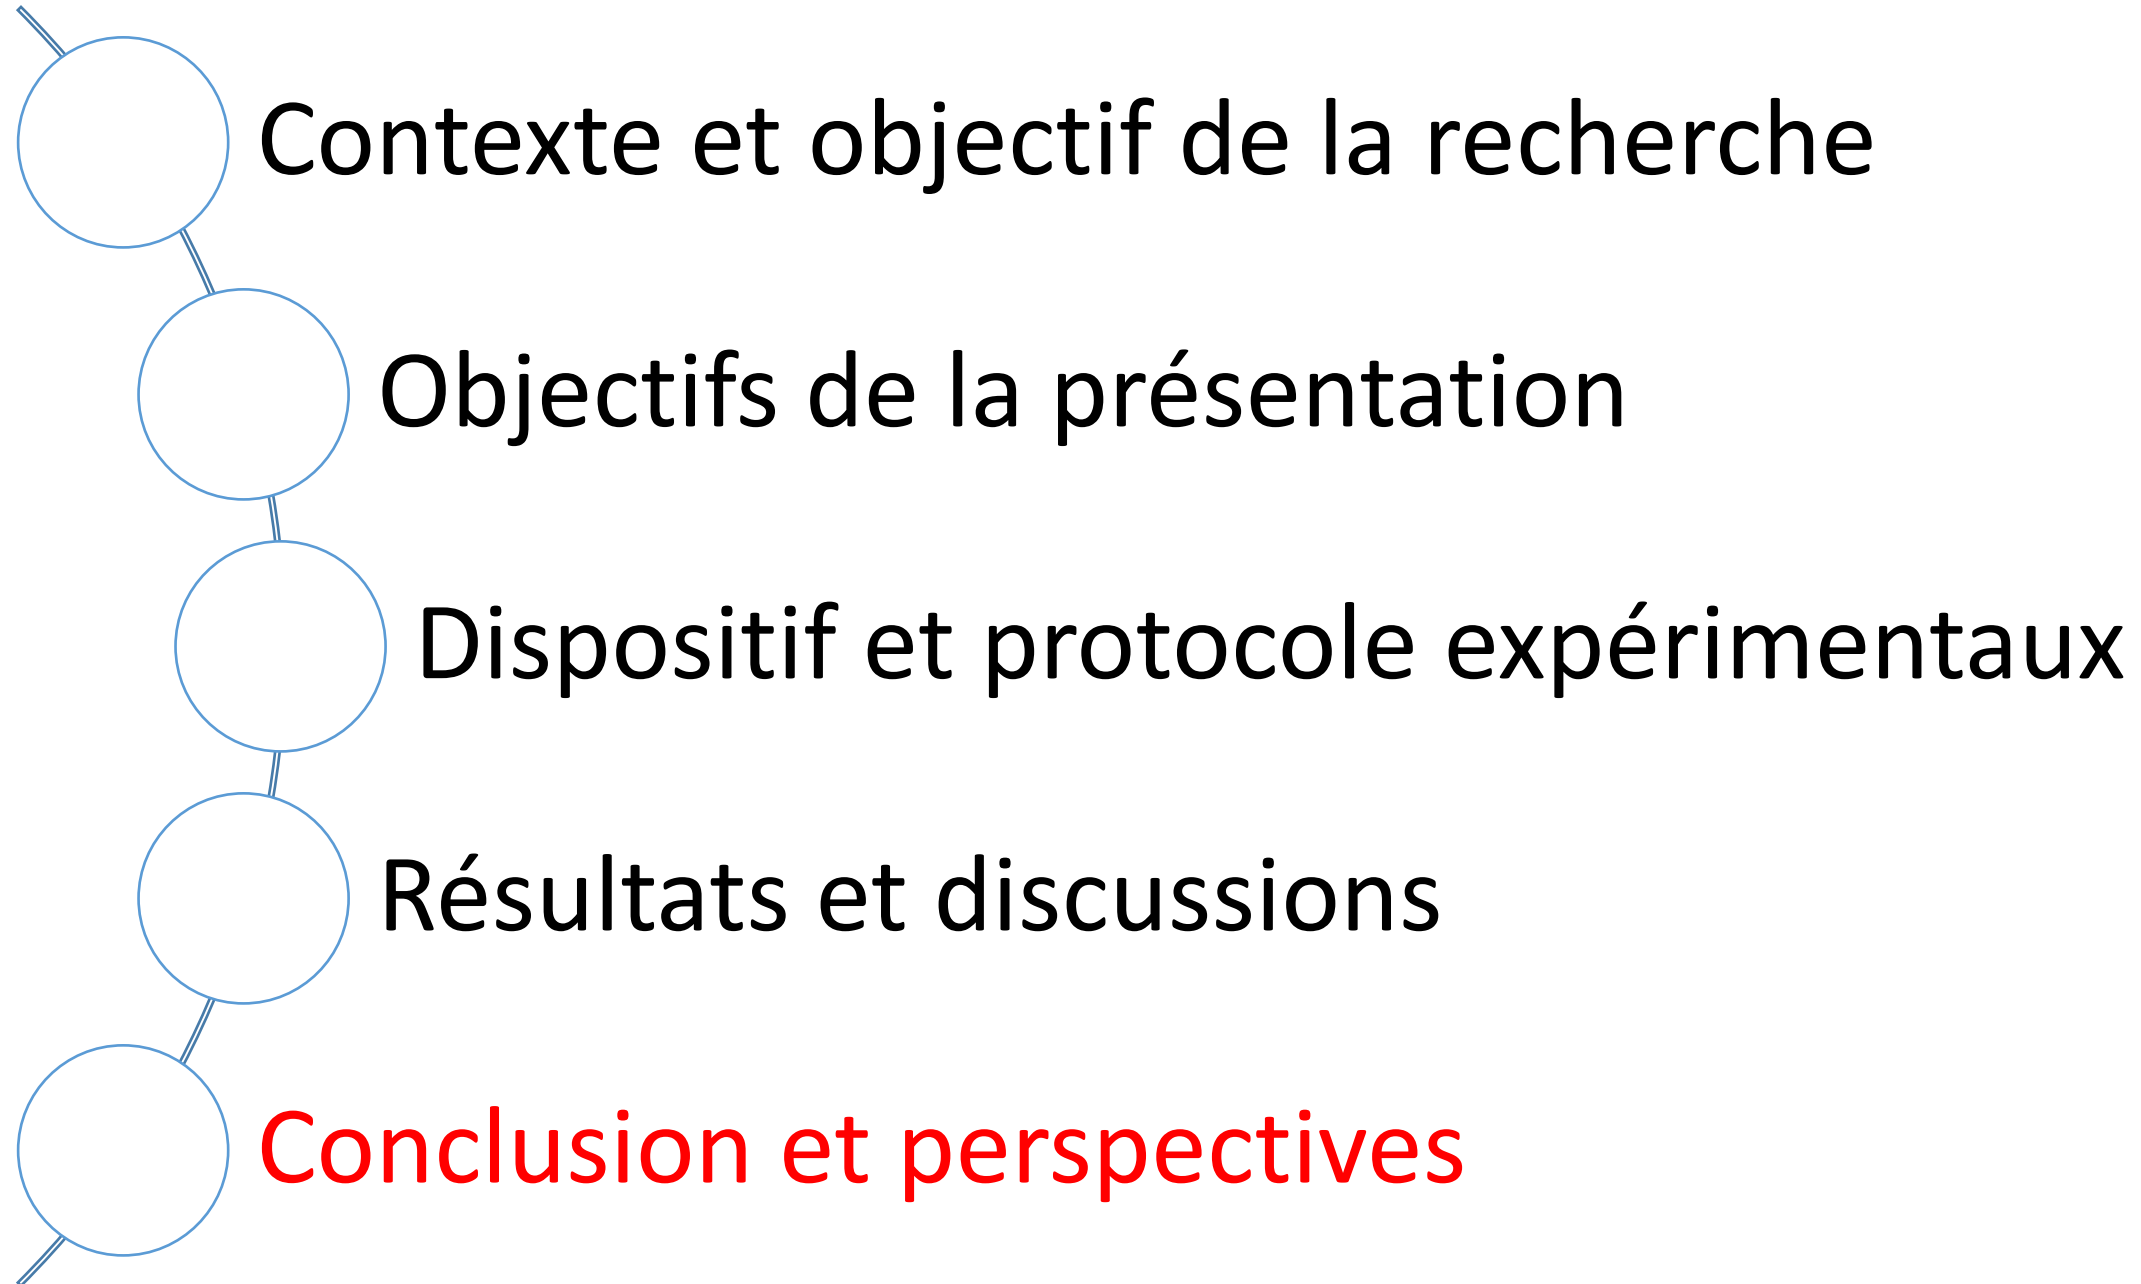 Contexte et objectif de la recherche
Objectifs de la présentation
Dispositif et protocole expérimentaux
Résultats et discussions
Conclusion et perspectives